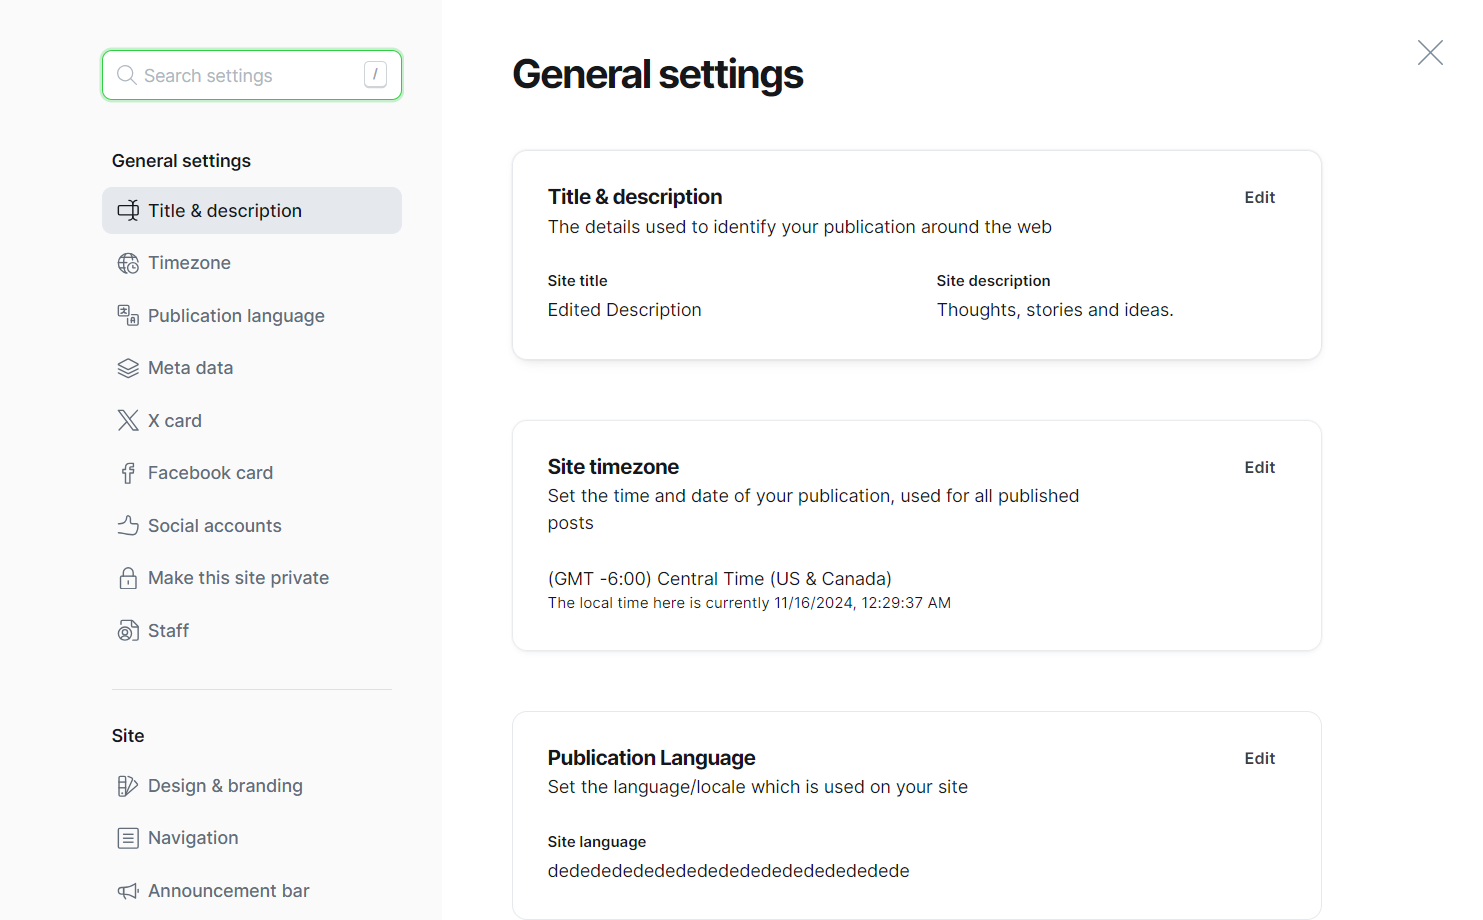 Search settings /
General settings
Title & description
Timezone
Publication language
Meta data
X card
Facebook card
Social accounts
Make this site private
Staff
Site
Design & branding
Navigation
Announcement bar
General settings
Title & description
Edit
The details used to identify your publication around the web
Site title
Edited Description
Site description
Thoughts, stories and ideas.
Site timezone
Edit
Set the time and date of your publication, used for all published
posts
(GMT -6:00) Central Time (US & Canada)
The local time here is currently 11/16/2024, 12:29:37 AM
Publication Language
Edit
Set the language/locale which is used on your site
Site language
dedededededededededededededededede